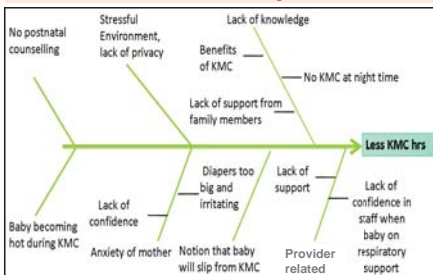 No postnatal
counselling
Stressful
Environment,
lack of privacy
Lack of knowledge
Benefits
of KMC
No KMC at night time
Lack of support from
family members
Less KMC hrs
Baby becoming
hot during KMC
Lack of
confidence
Anxiety of mother
Diapers too
big and
irritating
Notion that baby
will slip from KMC
Lack of
support
Provider
related
Lack of
confidence in
staff when
baby on
respiratory
support